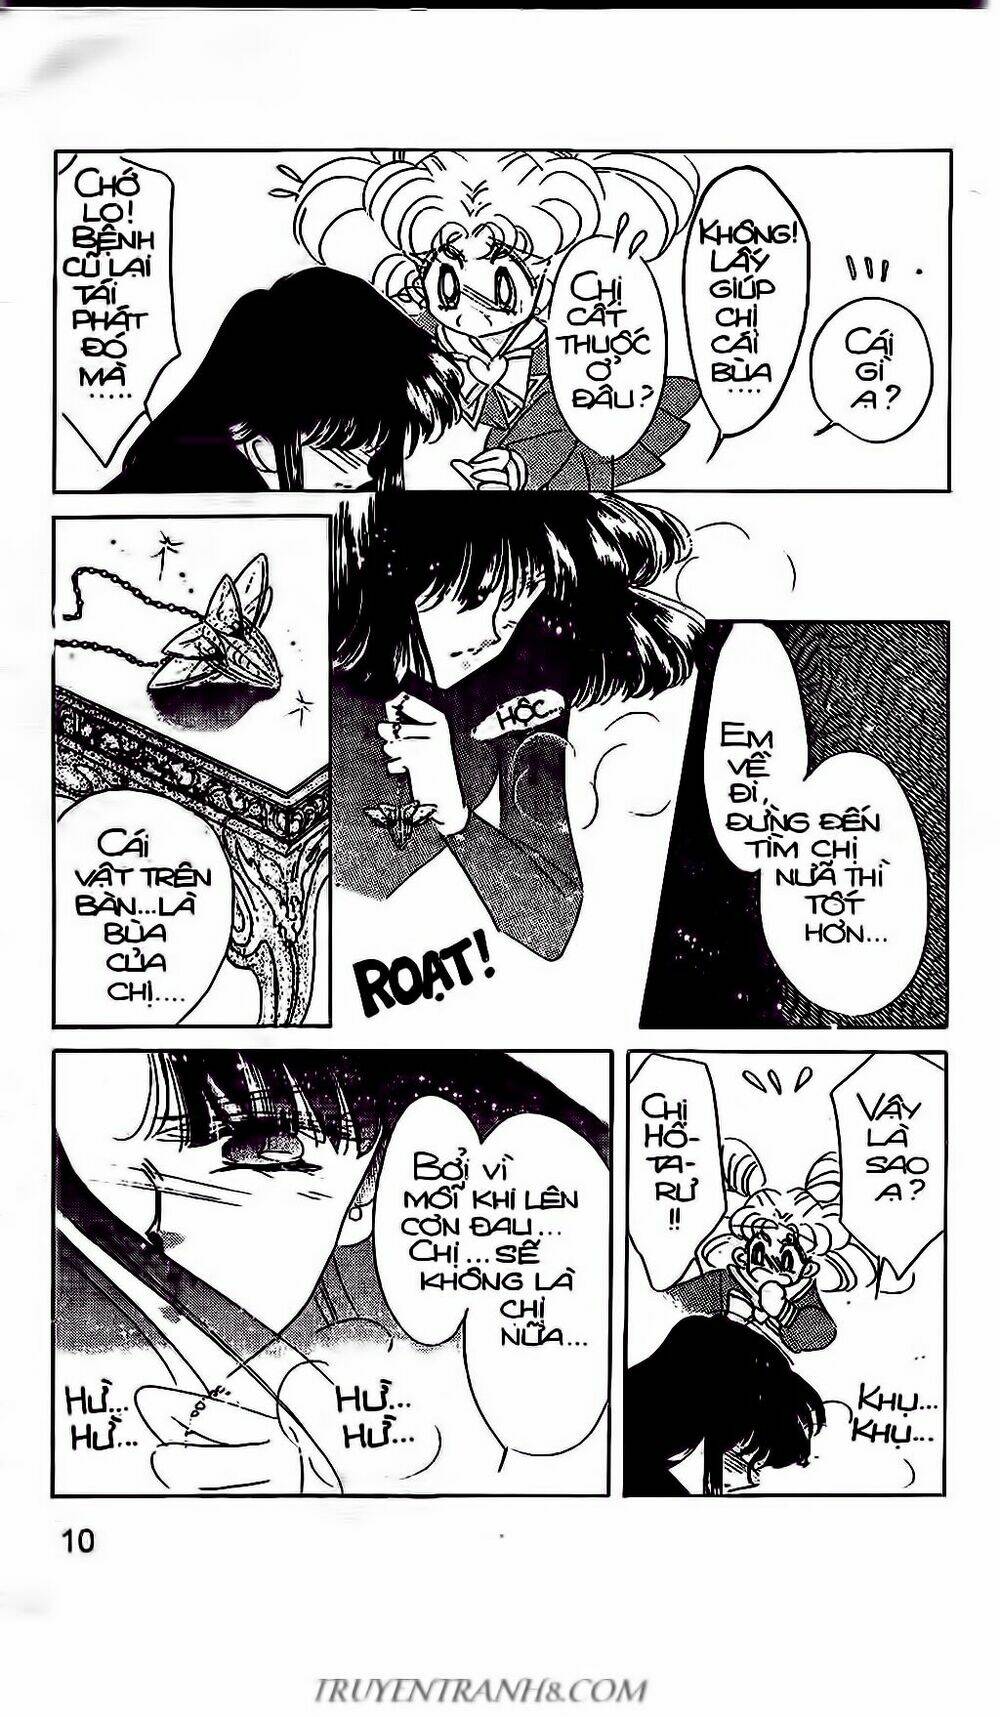 CHỚ
LO!
BỆNH
CŨ LẠI
TÁI
PHÁT
ĐÓ
MÀ
.....
CHỊ
CẤT
THUỐC
Ở
ĐÂU?
KHÔNG!
LẤY
GIÚP
CHỊ
CÁI
BÙA
.....
CÁI
GÌ
Ạ?
CÁI
VẬT TRÊN
BÀN...LÀ
BÙA
CỦA
CHỊ....
HỘC...
ROẠT!
EM
VỀ
ĐI,
ĐỪNG ĐẾN
TÌM CHỊ
NỮA THÌ
TỐT
HƠN...
BỞI VÌ
MỖI KHI LÊN
CƠN ĐAU...
CHỊ...SẼ
KHÔNG LÀ
CHỊ
NỮA...
HỪ...
HỪ...
HỪ...
HỪ...
CHỊ
HÔ-
TA-
RƯ
!!
VẬY
LÀ
SAO
Ạ?
KHỤ...
KHỤ...
10
TRUYENTRANH8.COM